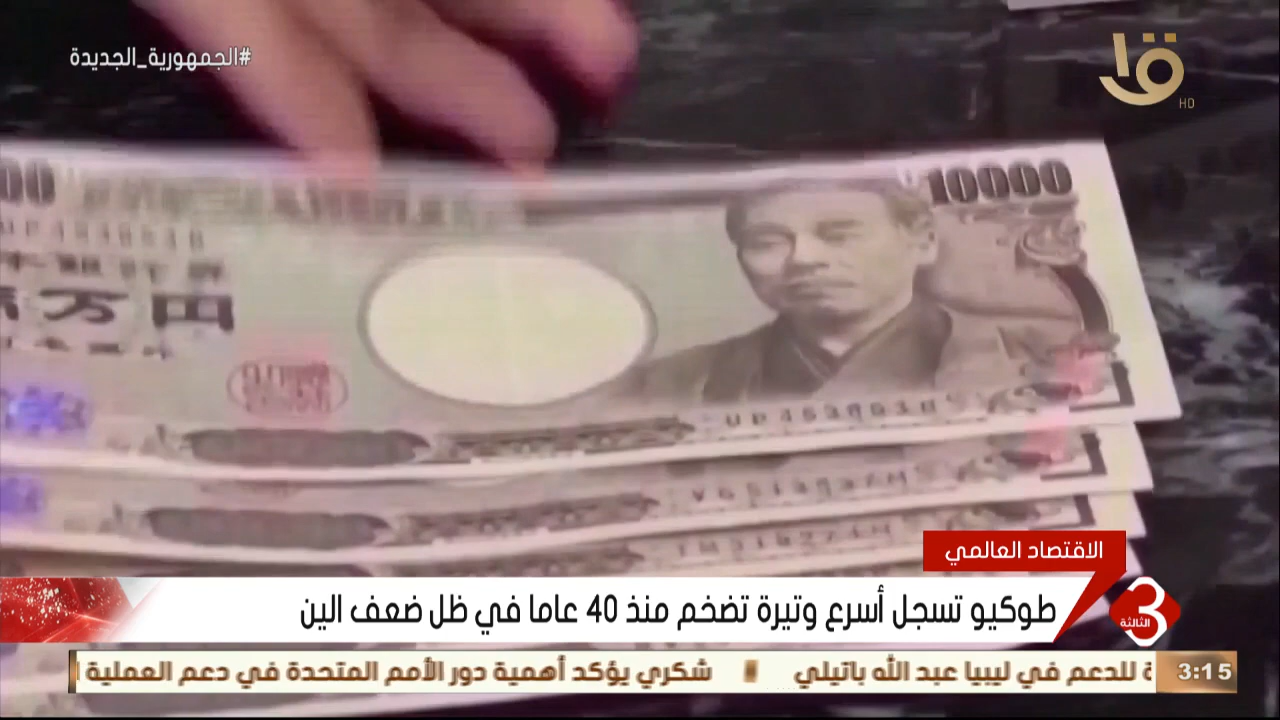 #الجمهورية_الجديدة
HD
10000
万円
الاقتصاد العالمي
طوكيو تسجل أسرع وتيرة تضخم منذ 40 عاما في ظل ضعف الين
3 الثالثة
3:15
ة للدعم في ليبيا عبد الله باتيلي شكري يؤكد أهمية دور الأمم المتحدة في دعم العملية